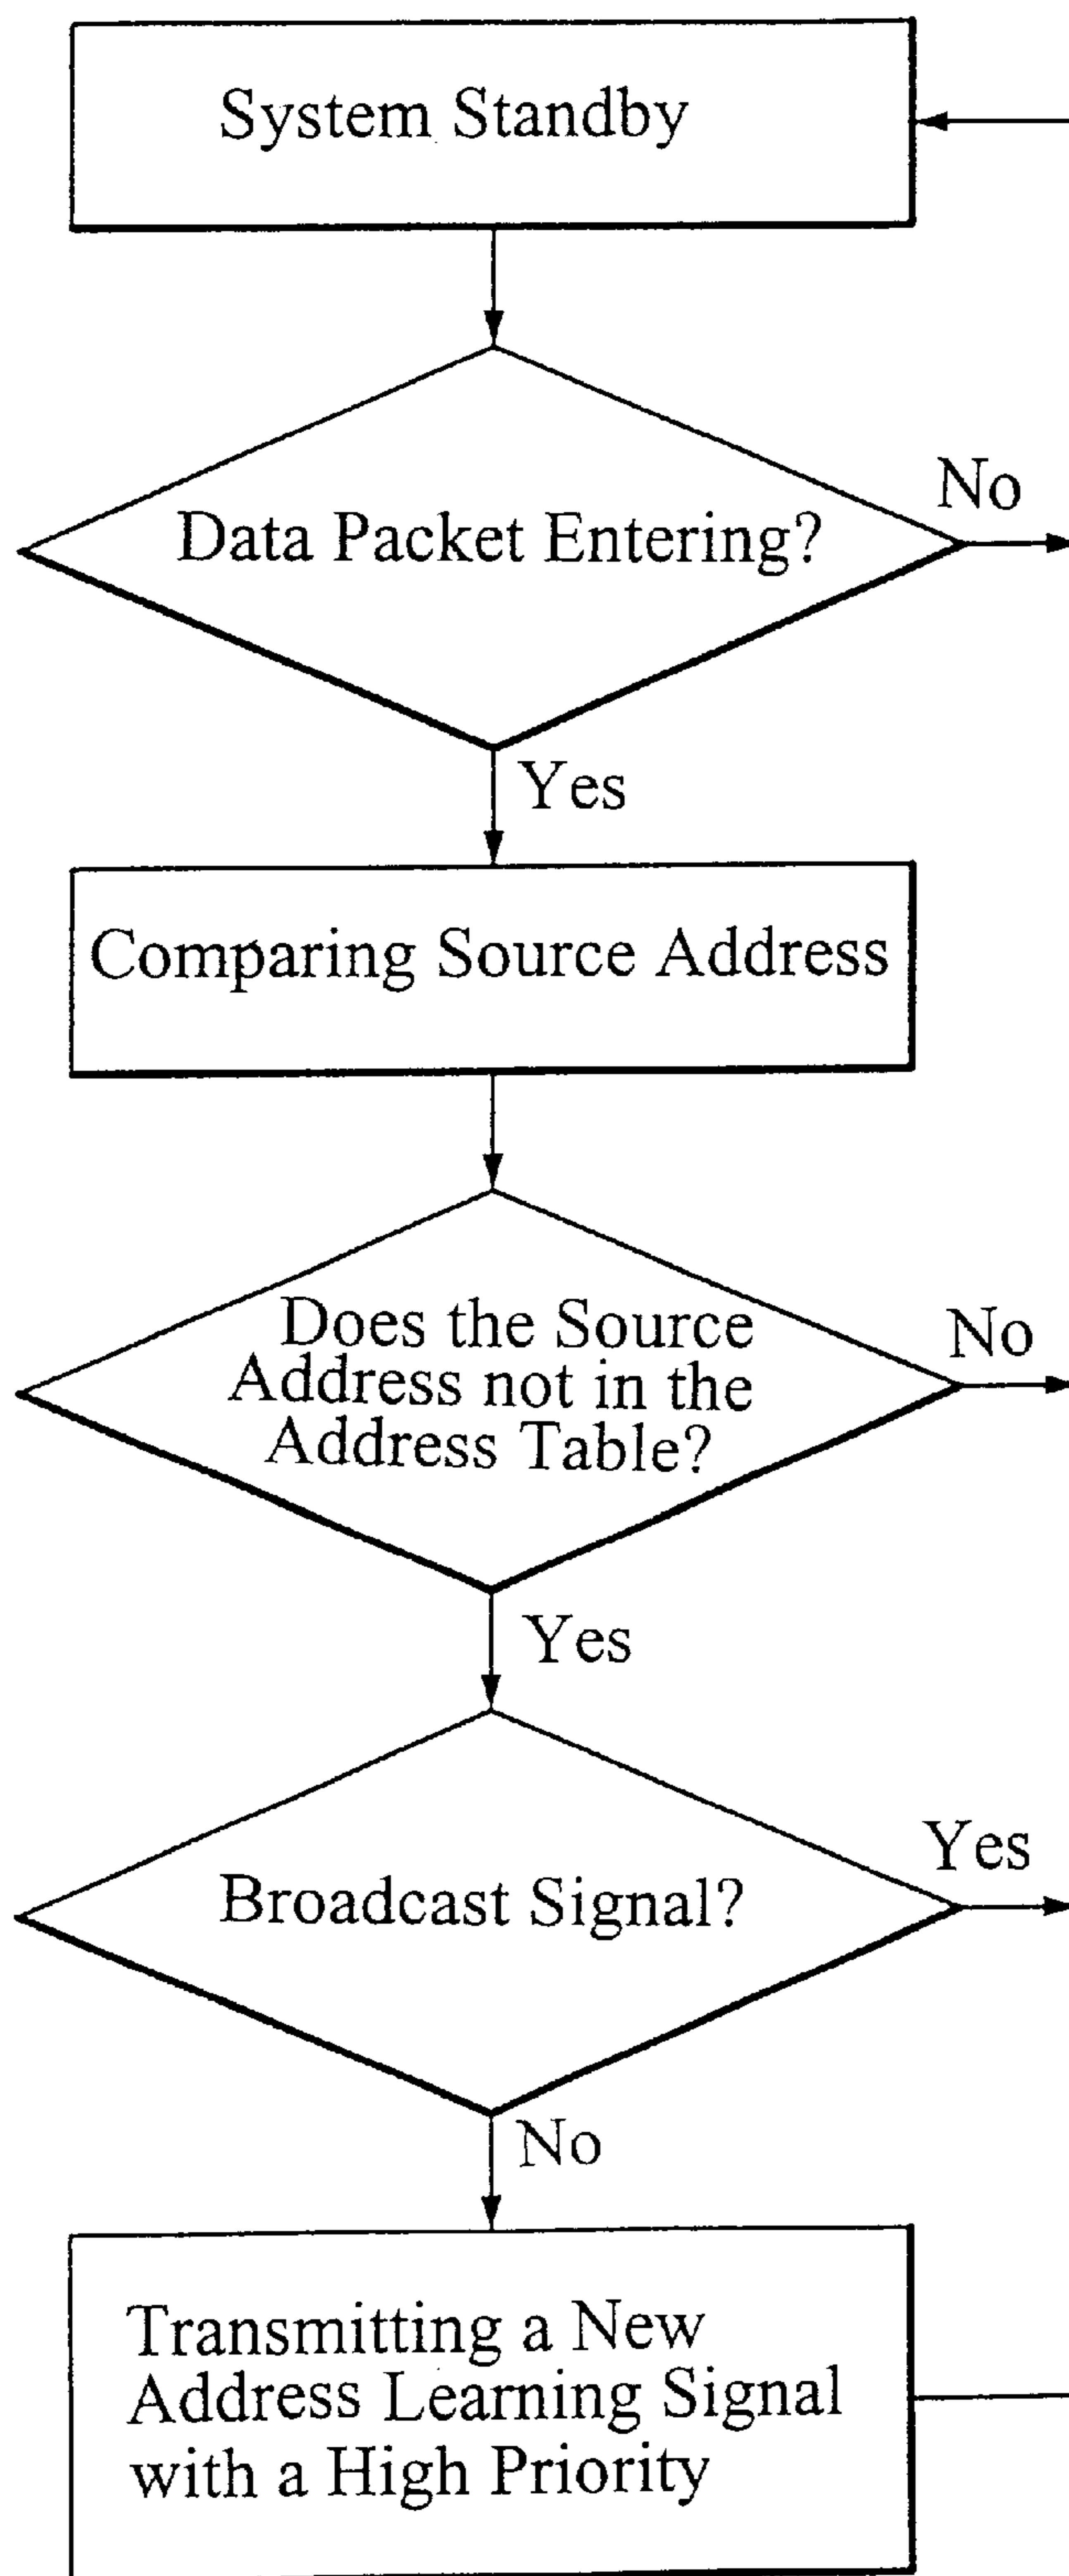 System Standby
Data Packet Entering?
No
Yes
Comparing Source Address
Does the Source
Address not in the
Address Table?
No
Yes
Broadcast Signal?
Yes
No
Transmitting a New
Address Learning Signal
with a High Priority